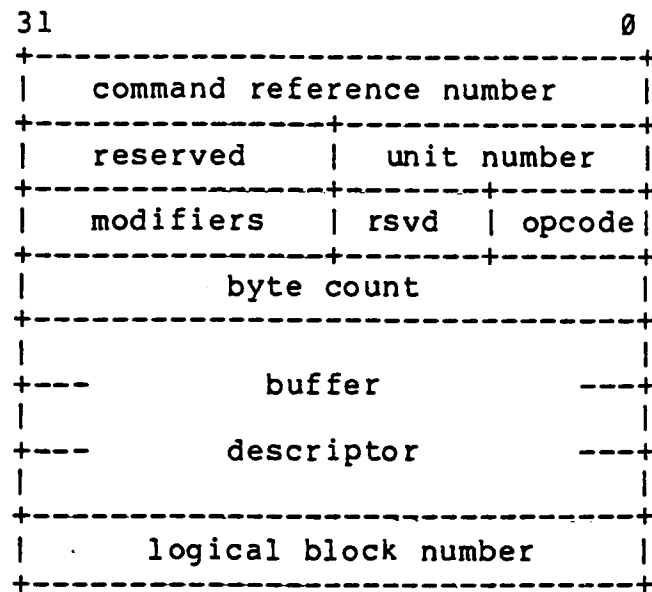 31 0
command reference number
reserved | unit number
modifiers | rsvd | opcode
byte count
buffer
descriptor
logical block number